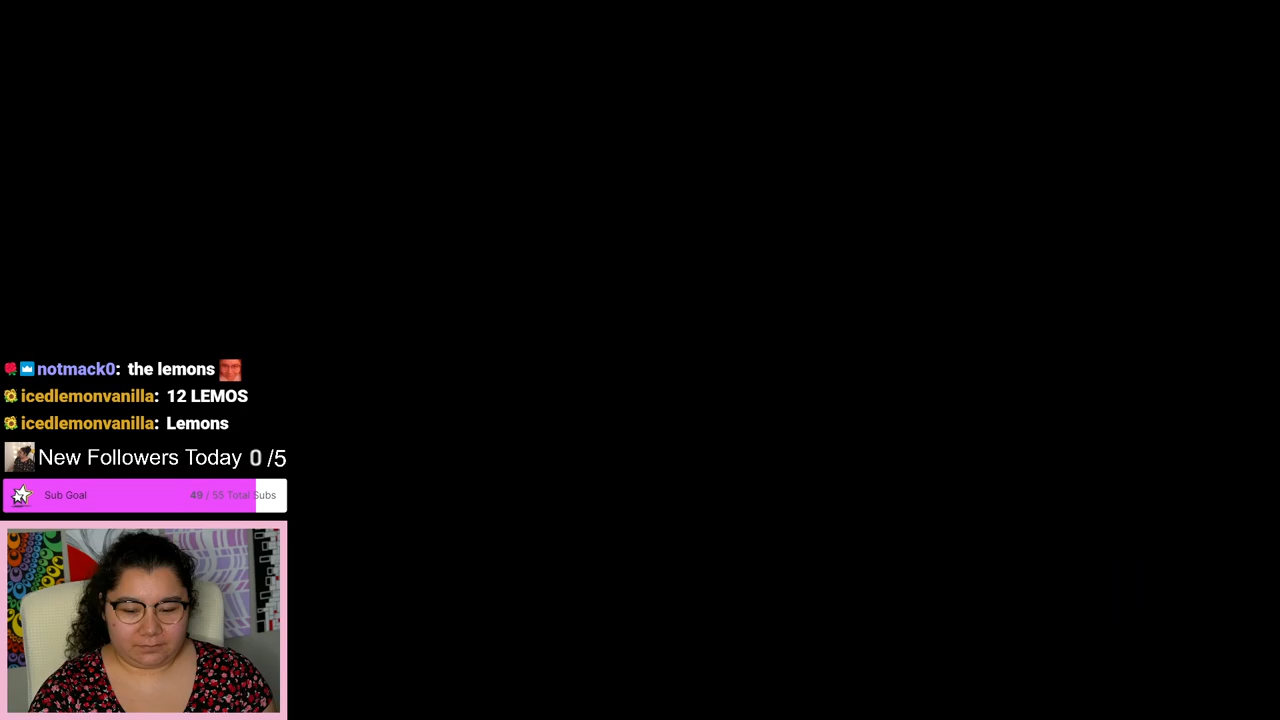 notmack0: the lemons
icedlemonvanilla: 12 LEMOS
icedlemonvanilla: Lemons
New Followers Today 0 /5
Sub Goal 49 / 55 Total Subs